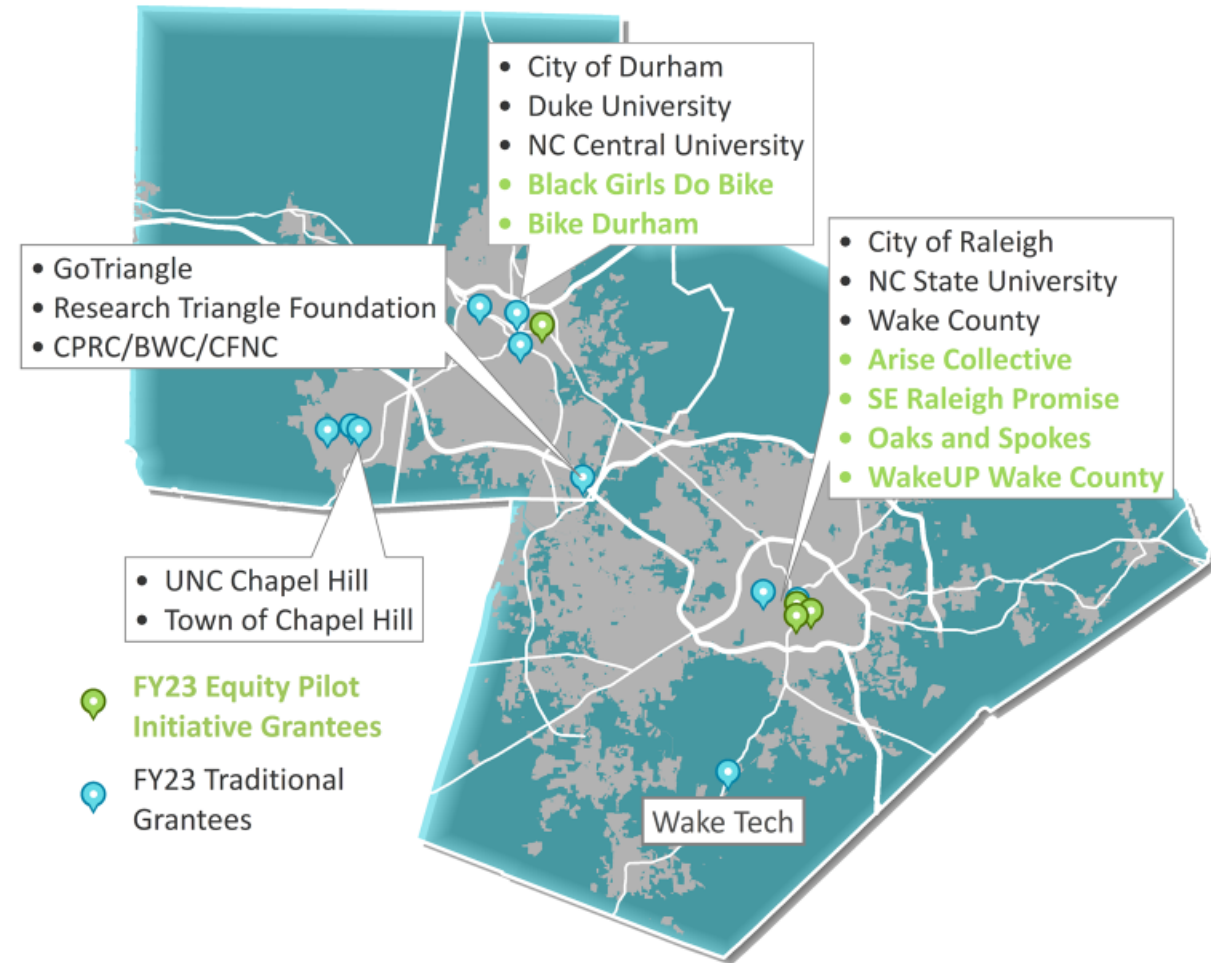 • City of Durham
• Duke University
• NC Central University
• Black Girls Do Bike
• Bike Durham
• GoTriangle
• Research Triangle Foundation
• CPRC/BWC/CFNC
• City of Raleigh
• NC State University
• Wake County
• Arise Collective
• SE Raleigh Promise
• Oaks and Spokes
• WakeUP Wake County
• UNC Chapel Hill
• Town of Chapel Hill
FY23 Equity Pilot
Initiative Grantees
FY23 Traditional
Grantees
Wake Tech